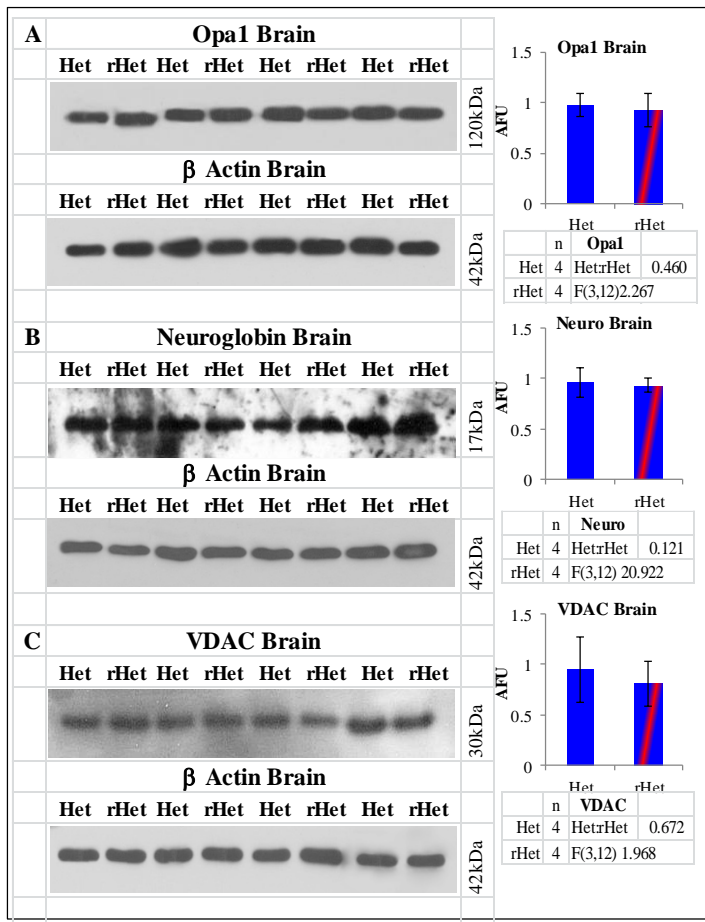 A Opa1 Brain
Het rHet Het rHet Het rHet Het rHet
120kDa
β Actin Brain
Het rHet Het rHet Het rHet Het rHet
42kDa
Opa1 Brain
1.5
1
0.5
0
AFU
Het rHet
n Opa1
Het 4 Het:rHet 0.460
rHet 4 F(3,12)2.267
B Neuroglobin Brain
Het rHet Het rHet Het rHet Het rHet
17kDa
β Actin Brain
Het rHet Het rHet Het rHet Het rHet
42kDa
Neuro Brain
1.5
1
0.5
0
AFU
Het rHet
n Neuro
Het 4 Het:rHet 0.121
rHet 4 F(3,12) 20.922
C VDAC Brain
Het rHet Het rHet Het rHet Het rHet
30kDa
β Actin Brain
Het rHet Het rHet Het rHet Het rHet
42kDa
VDAC Brain
1.5
1
0.5
0
AFU
Het rHet
n VDAC
Het 4 Het:rHet 0.672
rHet 4 F(3,12) 1.968